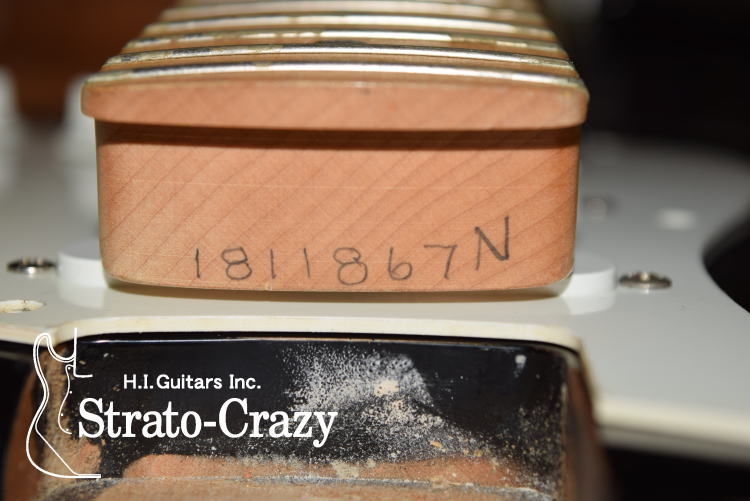 1811867N
H.I.Guitars Inc.
Strato-Crazy